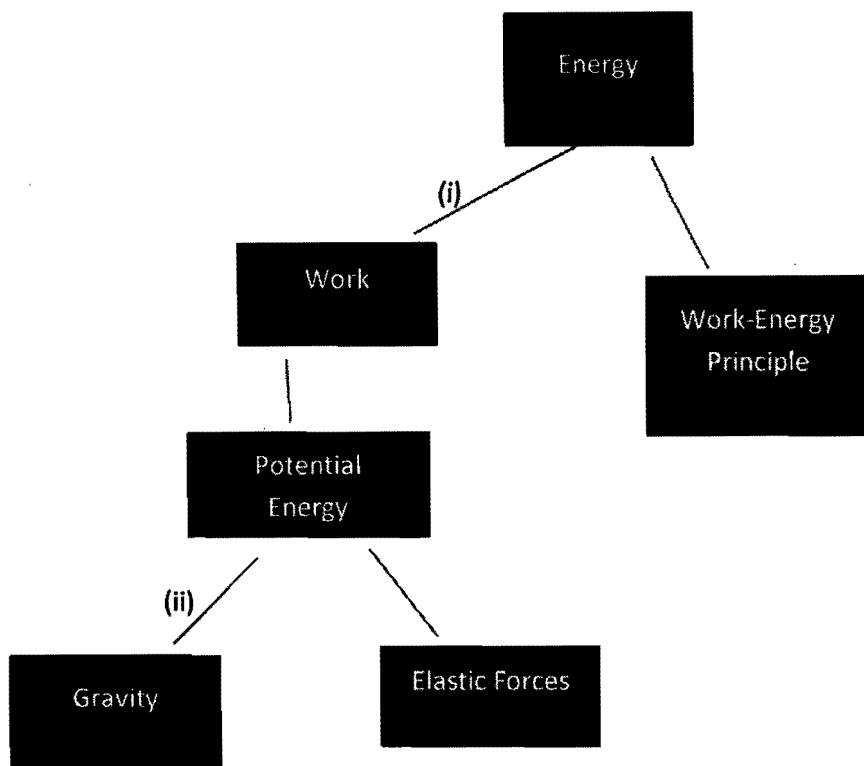 Energy
(i)
Work
Work-Energy
Principle
Potential
Energy
(ii)
Gravity
Elastic Forces